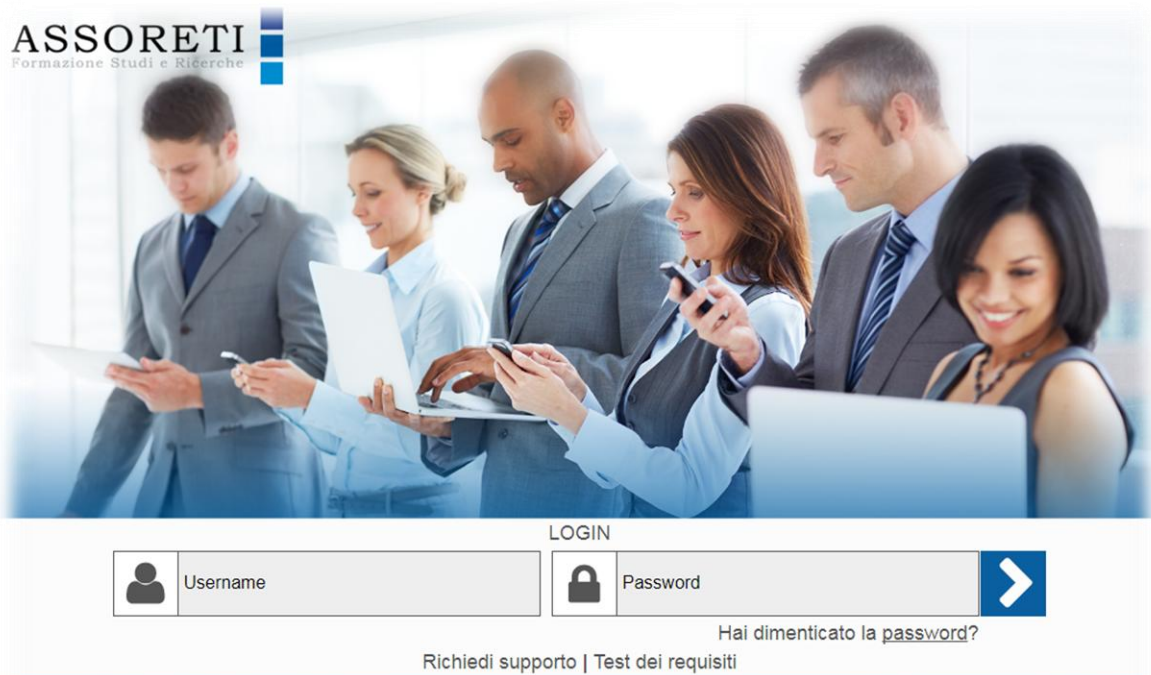 ASSORETI
Formazione Studi e Ricerche
LOGIN
Username
Password
Hai dimenticato la password?
Richiedi supporto | Test dei requisiti